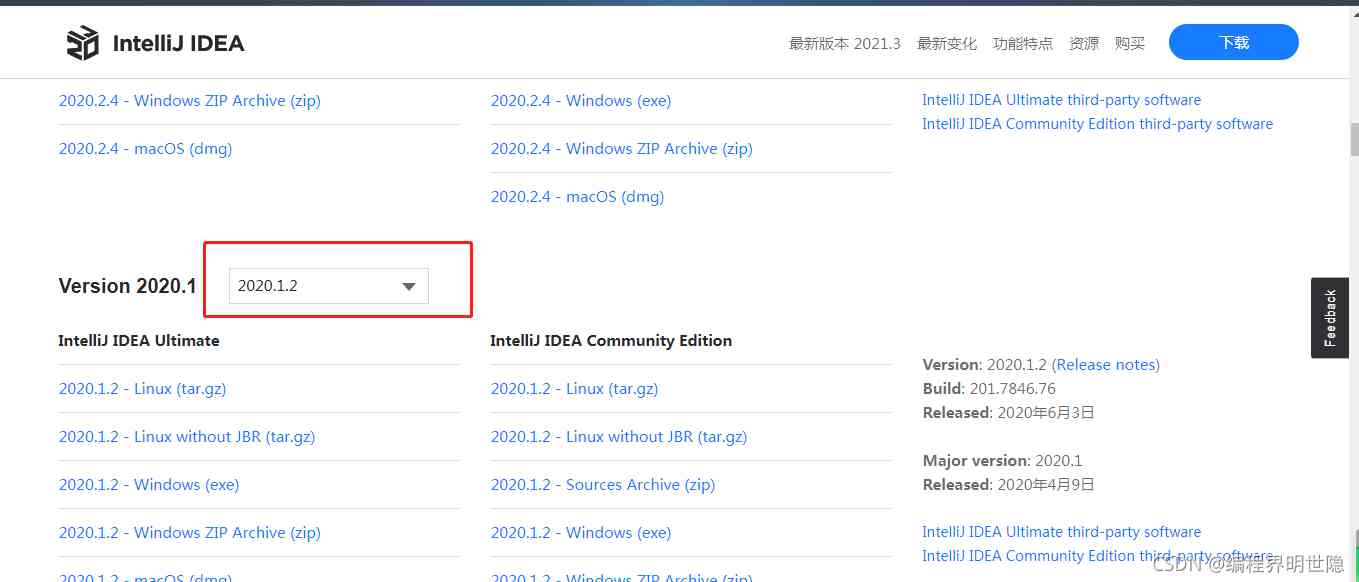 IntelliJ IDEA
最新版本 2021.3 最新变化 功能特点 资源 购买 下载
2020.2.4 - Windows ZIP Archive (zip)
2020.2.4 - macOS (dmg)
2020.2.4 - Windows (exe)
2020.2.4 - Windows ZIP Archive (zip)
2020.2.4 - macOS (dmg)
IntelliJ IDEA Ultimate third-party software
IntelliJ IDEA Community Edition third-party software
Version 2020.1 2020.1.2
IntelliJ IDEA Ultimate
2020.1.2 - Linux (tar.gz)
2020.1.2 - Linux without JBR (tar.gz)
2020.1.2 - Windows (exe)
2020.1.2 - Windows ZIP Archive (zip)
2020.1.2 - macOS (dmg)
IntelliJ IDEA Community Edition
2020.1.2 - Linux (tar.gz)
2020.1.2 - Linux without JBR (tar.gz)
2020.1.2 - Sources Archive (zip)
2020.1.2 - Windows (exe)
2020.1.2 - Windows ZIP Archive (zip)
Version: 2020.1.2 (Release notes)
Build: 201.7846.76
Released: 2020年6月3日
Major version: 2020.1
Released: 2020年4月9日
IntelliJ IDEA Ultimate third-party software
IntelliJ IDEA Community Edition third-party software
Feedback
CSDN @编程界明世隐